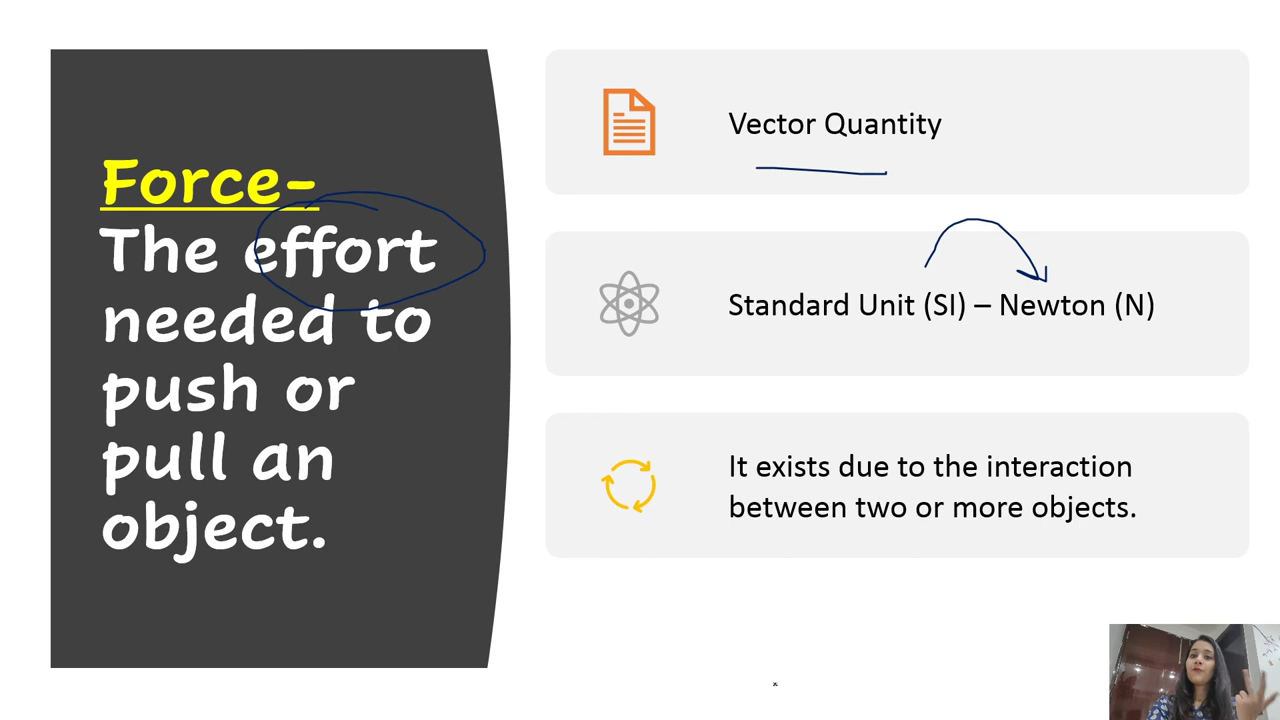 Force-
The effort
needed to
push or
pull an
object.
Vector Quantity
Standard Unit (SI) – Newton (N)
It exists due to the interaction
between two or more objects.